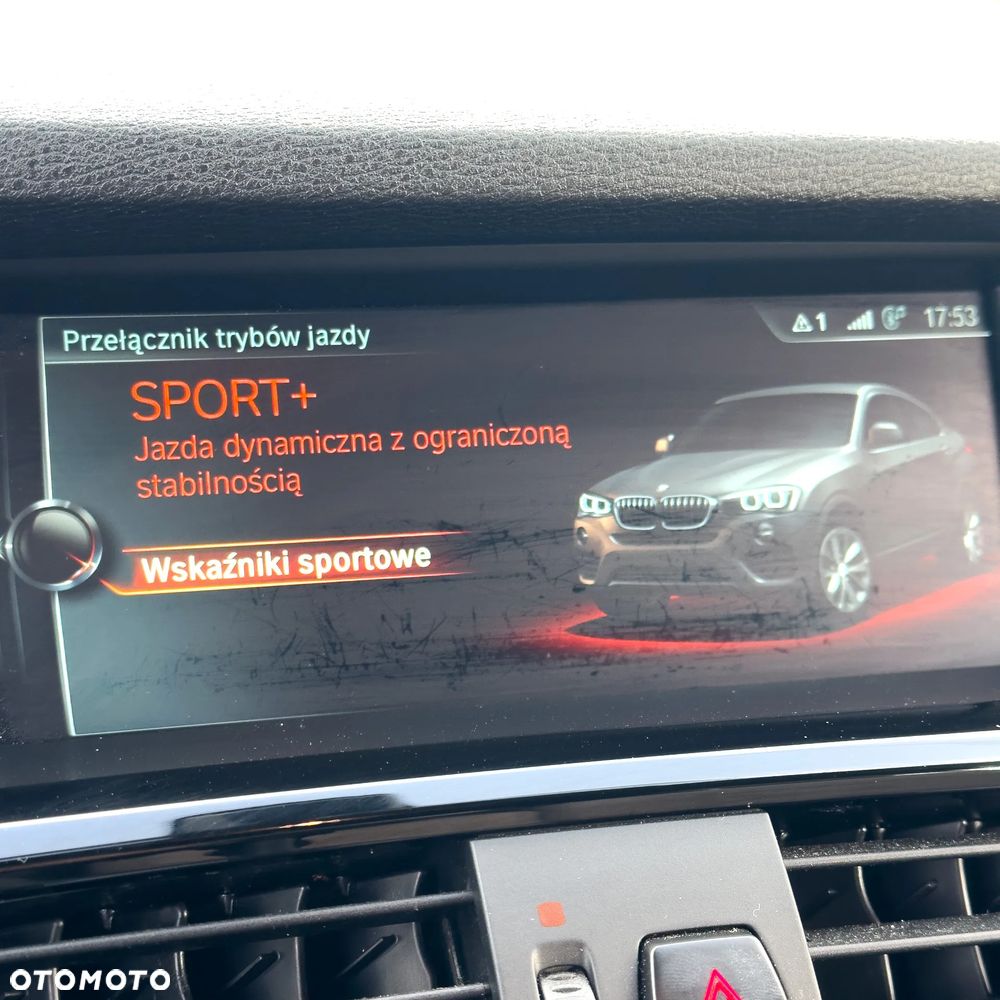 Przełącznik trybów jazdy
1 17:53
SPORT+
Jazda dynamiczna z ograniczoną
stabilnością
Wskaźniki sportowe
OTOMOTO